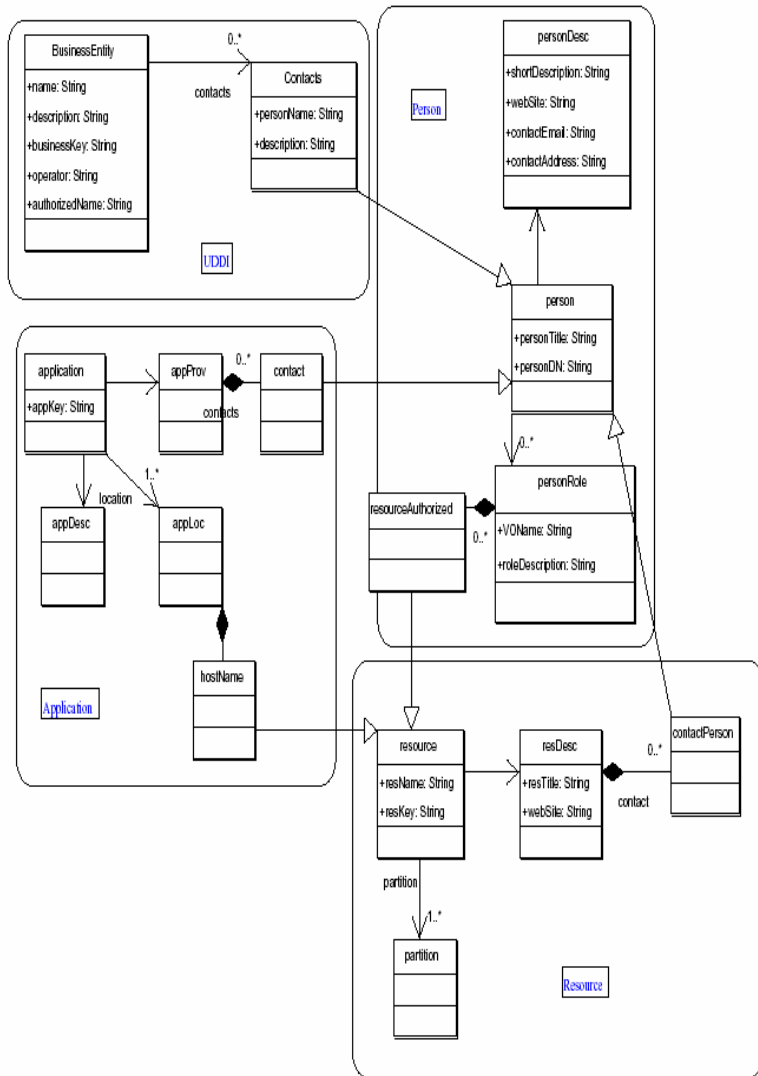 BusinessEntity
+name: String
+description: String
+businessKey: String
+operator: String
+authorizedName: String
0..*
contacts
Contacts
+personName: String
+description: String
UDDI
personDesc
+shortDescription: String
+webSite: String
+contactEmail: String
+contactAddress: String
Person
person
+personTitle: String
+personDN: String
0..*
personRole
+VOName: String
+roleDescription: String
resourceAuthorized
0..*
application
+appKey: String
appProv
0..*
contacts
contact
1..*
location
appDesc
appLoc
hostName
Application
resource
+resName: String
+resKey: String
resDesc
+resTitle: String
+webSite: String
0..*
contact
contactPerson
partition
1..*
partition
Resource